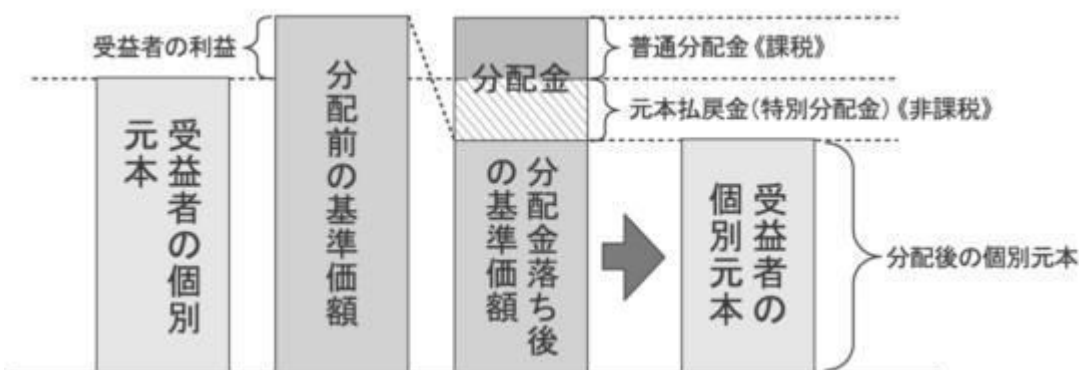 受益者の利益
受益者の個別
元本
分配前の基準価額
分配金
分配金落ち後
の基準価額
普通分配金《課税》
元本払戻金(特別分配金)《非課税》
受益者の
個別元本
分配後の個別元本